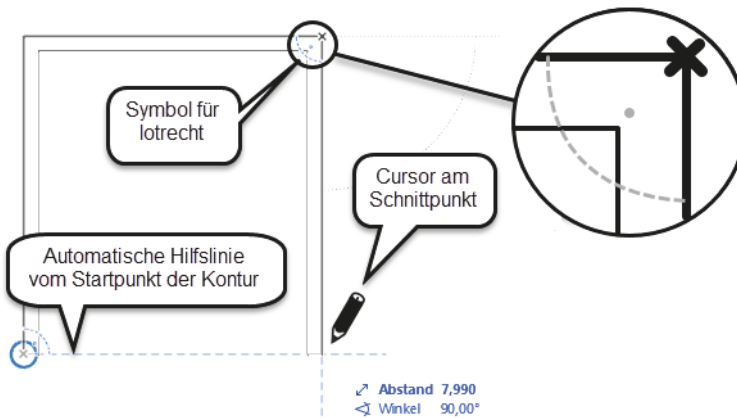 Symbol für
lotrecht
Cursor am
Schnittpunkt
Automatische Hilfslinie
vom Startpunkt der Kontur
Abstand 7,990
Winkel 90,00°